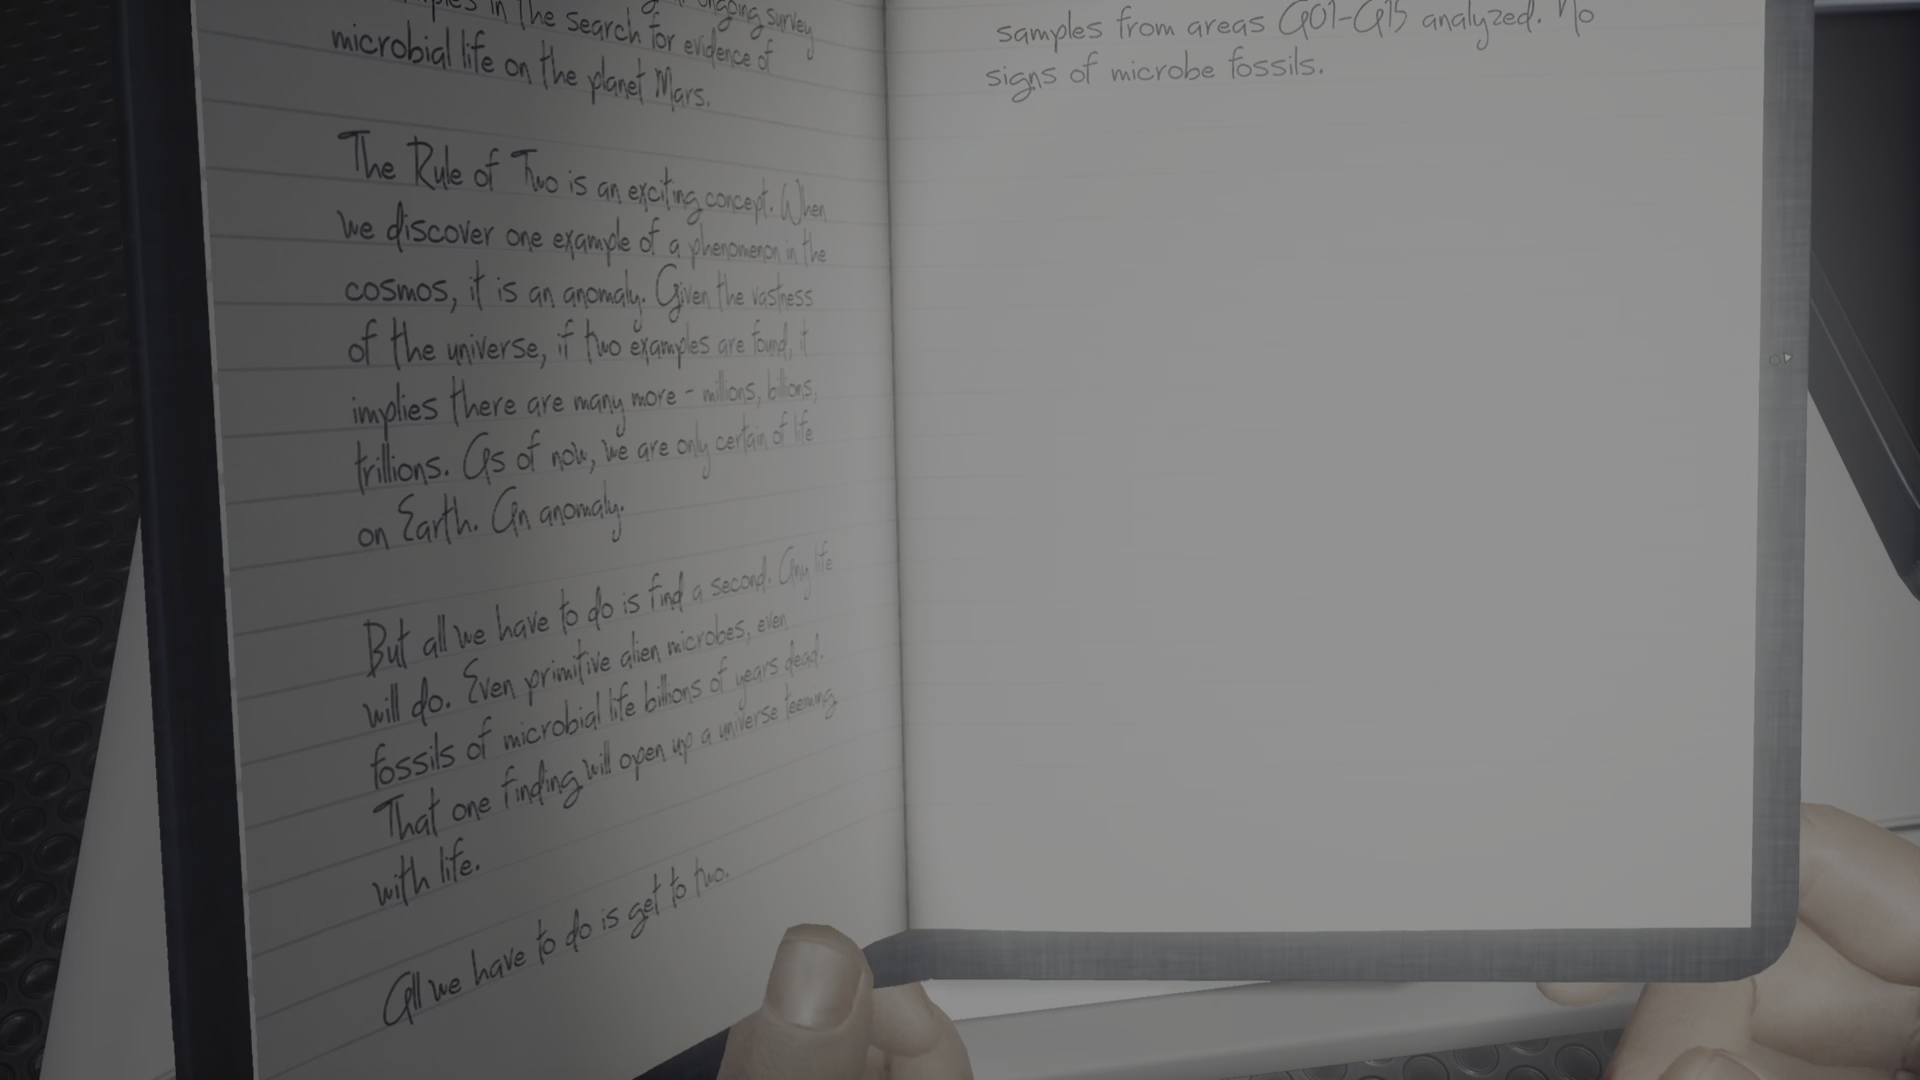 in the search for evidence of
microbial life on the planet Mars.
The Rule of Two is an exciting concept. When
we discover one example of a phenomenon in the
cosmos, it is an anomaly. Given the vastness
of the universe, if two examples are found, it
implies there are many more - millions, billions,
trillions. As of now, we are only certain of life
on Earth. An anomaly.
But all we have to do is find a second. Any life
will do. Even primitive alien microbes, even
fossils of microbial life billions of years dead.
That one finding will open up a universe teeming
with life.
All we have to do is get to two.
samples from areas A01-A15 analyzed. No
signs of microbe fossils.